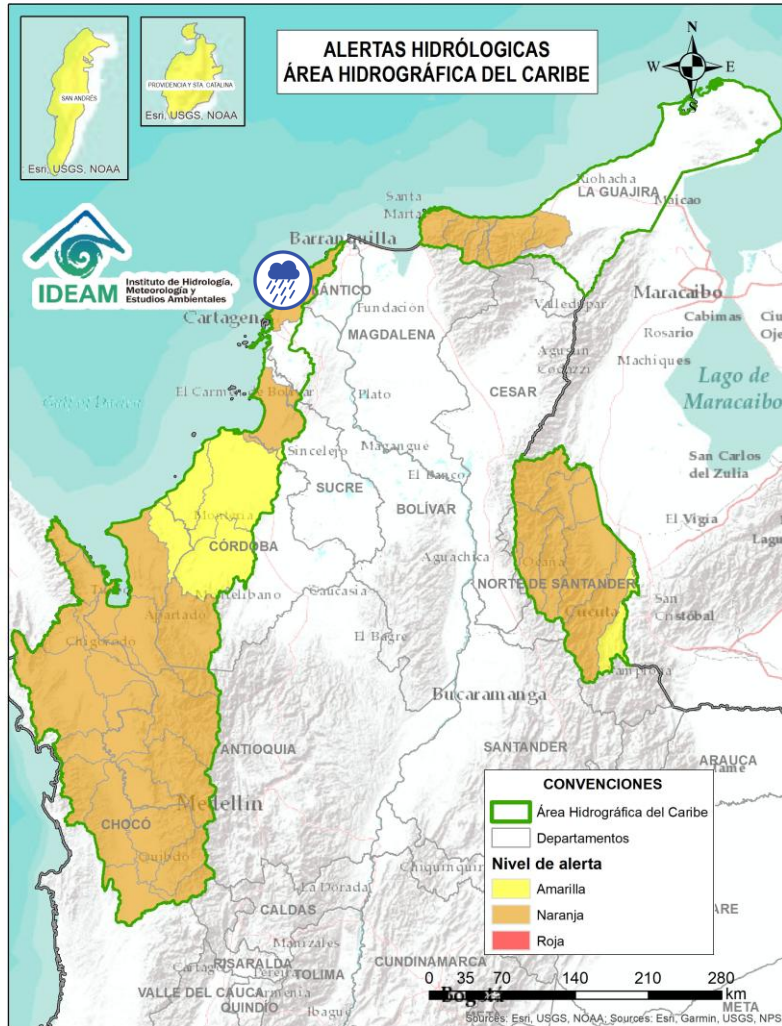 ALERTAS HIDRÓLOGICAS
ÁREA HIDROGRÁFICA DEL CARIBE
N
W
E
S
SAN ANDRÉS
Esri, USGS, NOAA
PROVIDENCIA Y STA. CATALINA
Esri, USGS, NOAA
IDEAM
Instituto de Hidrología,
Meteorología y
Estudios Ambientales
Riohacha
LA GUAJIRA
Maicao
Santa
Marta
Barranquilla
Cartagena
Fundación
Valledupar
Maracaibo
Cabimas
MAGDALENA
Rosario
Agustín
Codazzi
Machiques
El Carmen de Bolívar
Plato
CESAR
Lago de
Maracaibo
Sincelejo
Magangué
San Carlos
del Zulia
SUCRE
El Banco
Montería
BOLÍVAR
El Vigía
CÓRDOBA
Aguachica
Ocaña
NORTE DE SANTANDER
Montelíbano
Caucasia
San
Cristóbal
Apartadó
Cúcuta
Chigorodó
El Bagre
Pamplona
Bucaramanga
ANTIOQUIA
SANTANDER
ARAUCA
Medellín
CHOCÓ
Quibdó
La Dorada
CALDAS
Manizales
RISARALDA
TOLIMA
CUNDINAMARCA
VALLE DEL CAUCA
Armenia
QUINDÍO
Ibagué
Bogotá
META
CONVENCIONES
Área Hidrográfica del Caribe
Departamentos
Nivel de alerta
Amarilla
Naranja
Roja
0 35 70 140 210 280
km
Sources: Esri, USGS, NOAA; Sources: Esri, Garmin, USGS, NPS